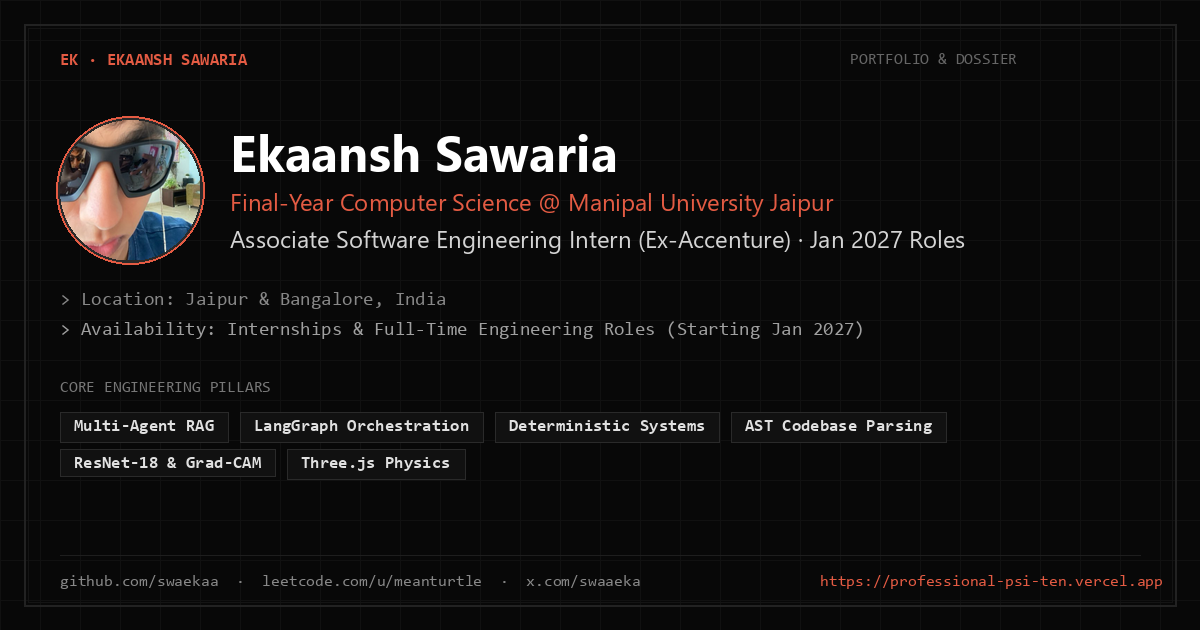 EK · EKAANSH SAWARIA
PORTFOLIO & DOSSIER
Ekaansh Sawaria
Final-Year Computer Science @ Manipal University Jaipur
Associate Software Engineering Intern (Ex-Accenture) · Jan 2027 Roles
> Location: Jaipur & Bangalore, India
> Availability: Internships & Full-Time Engineering Roles (Starting Jan 2027)
CORE ENGINEERING PILLARS
Multi-Agent RAG
LangGraph Orchestration
Deterministic Systems
AST Codebase Parsing
ResNet-18 & Grad-CAM
Three.js Physics
github.com/swaekaa · leetcode.com/u/meanturtle · x.com/swaaeka
https://professional-psi-ten.vercel.app